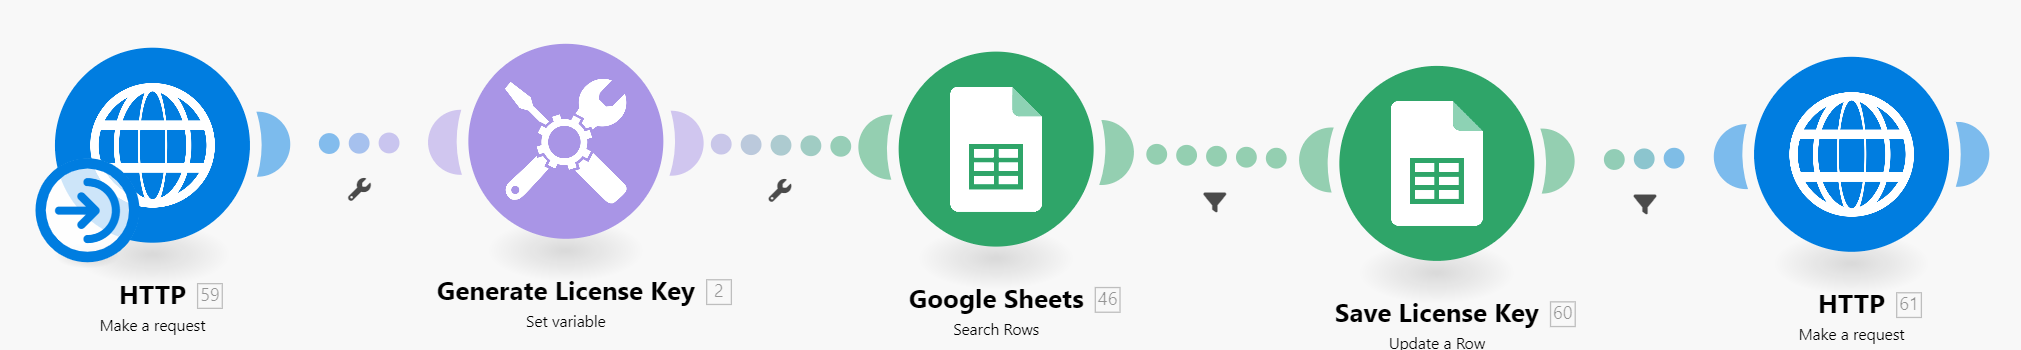 HTTP 59
Make a request
Generate License Key 2
Set variable
Google Sheets 46
Search Rows
Save License Key 60
Update a Row
HTTP 61
Make a request